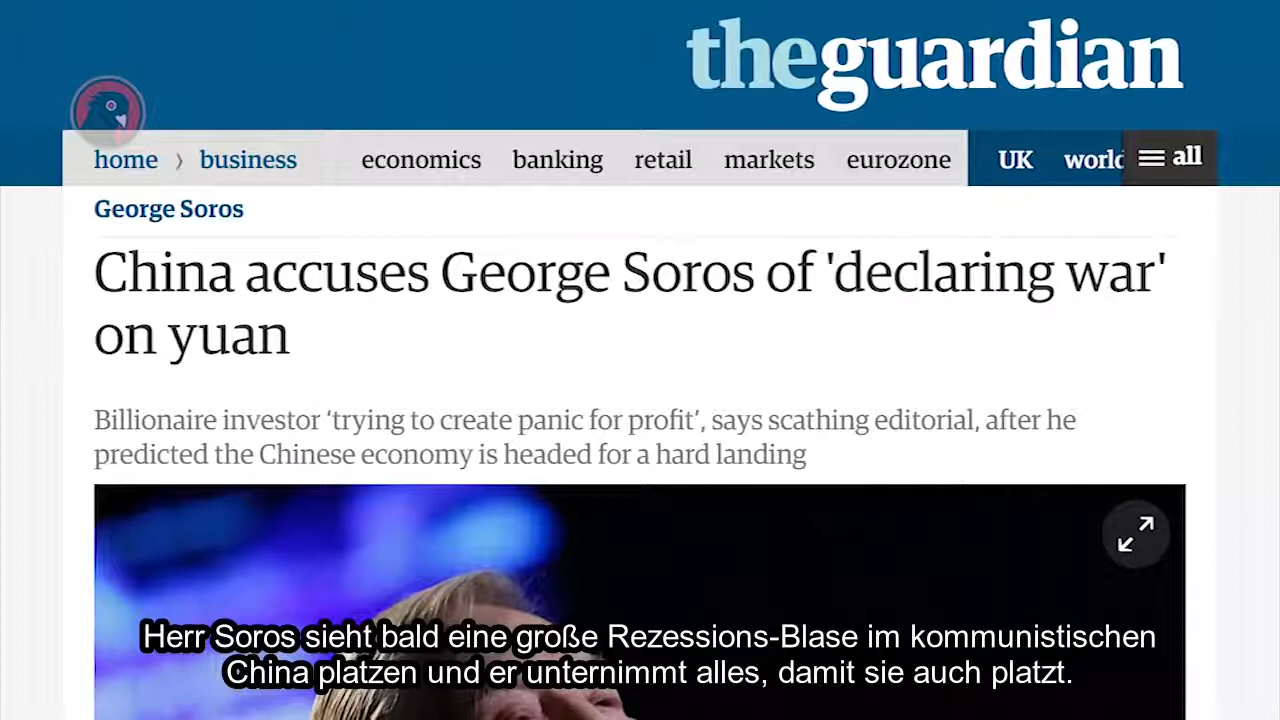 theguardian
home › business economics banking retail markets eurozone UK world all
George Soros
China accuses George Soros of 'declaring war'
on yuan
Billionaire investor ‘trying to create panic for profit’, says scathing editorial, after he
predicted the Chinese economy is headed for a hard landing
Herr Soros sieht bald eine große Rezessions-Blase im kommunistischen
China platzen und er unternimmt alles, damit sie auch platzt.